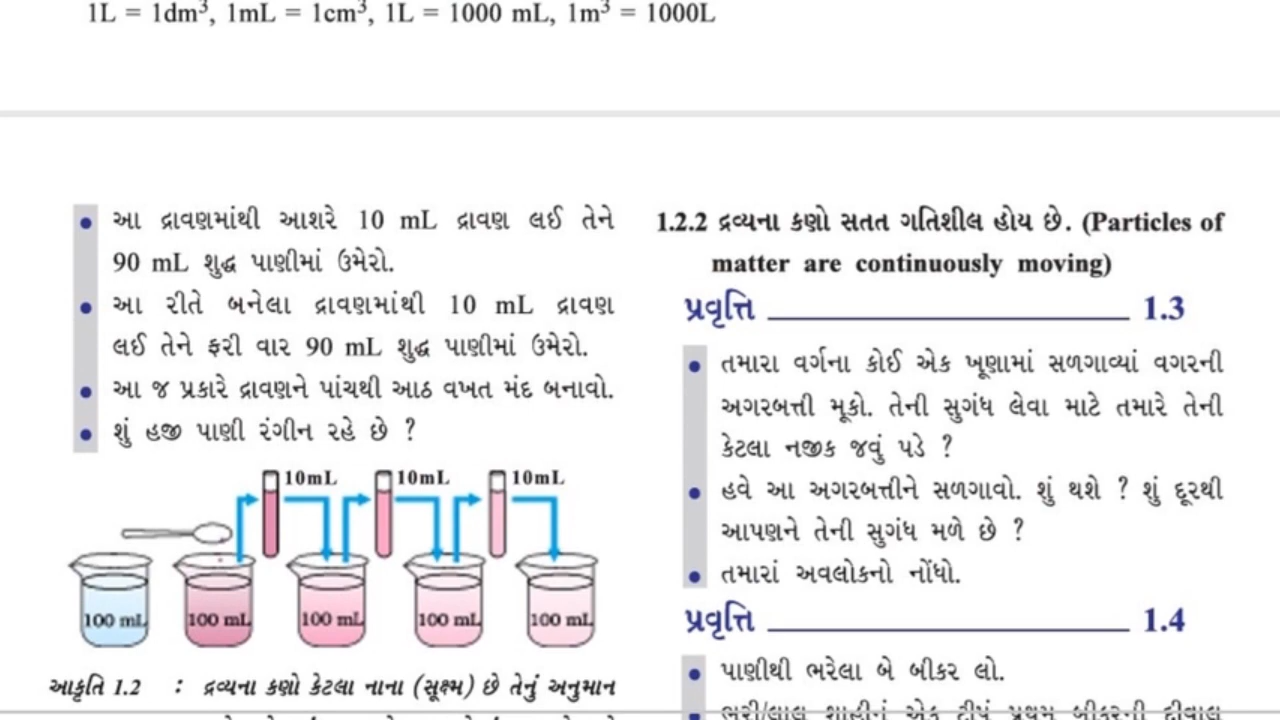 1L = 1dm³, 1mL = 1cm³, 1L = 1000 mL, 1m³ = 1000L
• આ દ્રાવણમાંથી આશરે 10 mL દ્રાવણ લઈ તેને
90 mL શુદ્ધ પાણીમાં ઉમેરો.
• આ રીતે બનેલા દ્રાવણમાંથી 10 mL દ્રાવણ
લઈ તેને ફરી વાર 90 mL શુદ્ધ પાણીમાં ઉમેરો.
• આ જ પ્રકારે દ્રાવણને પાંચથી આઠ વખત મંદ બનાવો.
• શું હજી પાણી રંગીન રહે છે ?
10mL 10mL 10mL
100 mL 100 mL 100 mL 100 mL 100 mL
આકૃતિ 1.2 : દ્રવ્યના કણો કેટલા નાના (સૂક્ષ્મ) છે તેનું અનુમાન
1.2.2 દ્રવ્યના કણો સતત ગતિશીલ હોય છે. (Particles of
matter are continuously moving)
પ્રવૃત્તિ 1.3
• તમારા વર્ગના કોઈ એક ખૂણામાં સળગાવ્યાં વગરની
અગરબત્તી મૂકો. તેની સુગંધ લેવા માટે તમારે તેની
કેટલા નજીક જવું પડે ?
• હવે આ અગરબત્તીને સળગાવો. શું થશે ? શું દૂરથી
આપણને તેની સુગંધ મળે છે ?
• તમારાં અવલોકનો નોંધો.
પ્રવૃત્તિ 1.4
• પાણીથી ભરેલા બે બીકર લો.